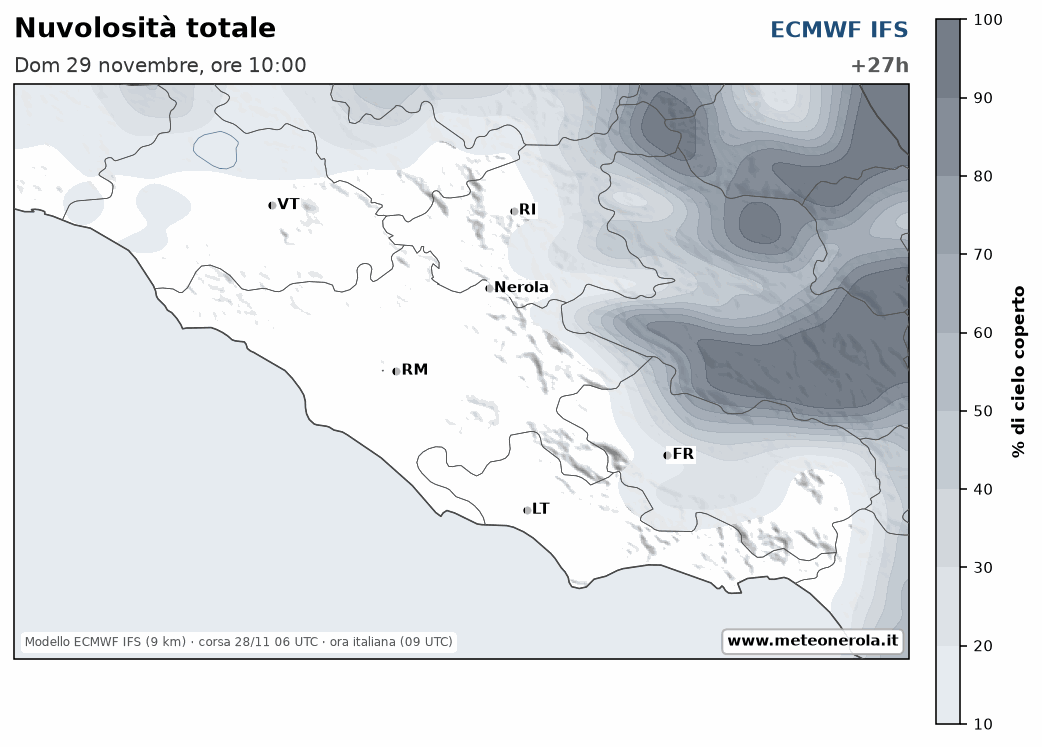 Nuvolosità totale
ECMWF IFS
Dom 29 novembre, ore 10:00
+27h
100
90
80
70
60
50
40
30
20
10
% di cielo coperto
VT
RI
Nerola
RM
FR
LT
Modello ECMWF IFS (9 km) · corsa 28/11 06 UTC · ora italiana (09 UTC)
www.meteonerola.it